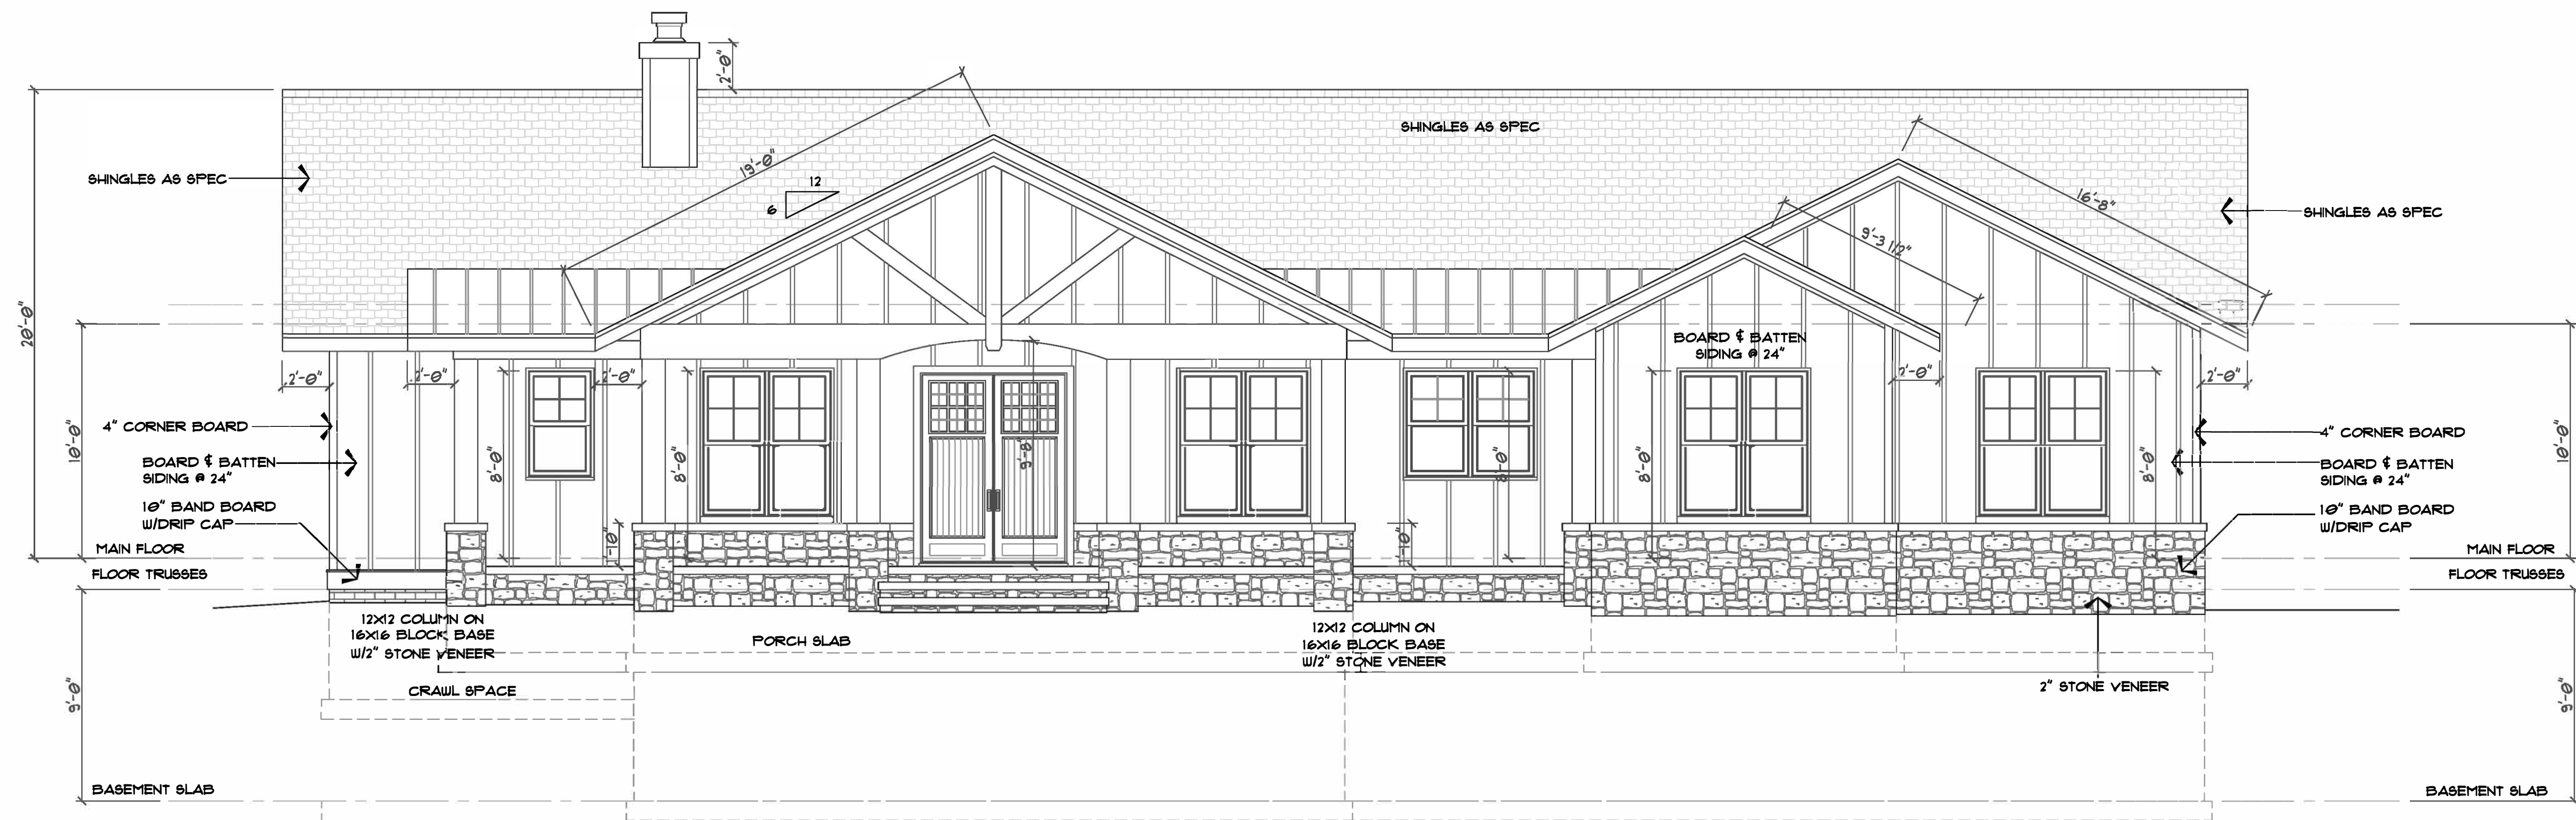 2'-0"
SHINGLES AS SPEC
19'-0"
12
6
SHINGLES AS SPEC
16'-8"
SHINGLES AS SPEC
9'-3 1/2"
20'-0"
BOARD & BATTEN
SIDING @ 24"
2'-0"
2'-0"
2'-0"
2'-0"
2'-0"
10'-0"
4" CORNER BOARD
BOARD & BATTEN
SIDING @ 24"
10" BAND BOARD
W/DRIP CAP
8'-0"
8'-0"
9'-8"
8'-0"
8'-0"
8'-0"
4" CORNER BOARD
BOARD & BATTEN
SIDING @ 24"
10" BAND BOARD
W/DRIP CAP
10'-0"
1'-10"
1'-10"
MAIN FLOOR
FLOOR TRUSSES
MAIN FLOOR
FLOOR TRUSSES
12X12 COLUMN ON
16X16 BLOCK BASE
W/2" STONE VENEER
PORCH SLAB
12X12 COLUMN ON
16X16 BLOCK BASE
W/2" STONE VENEER
CRAWL SPACE
2" STONE VENEER
9'-0"
9'-0"
BASEMENT SLAB
BASEMENT SLAB